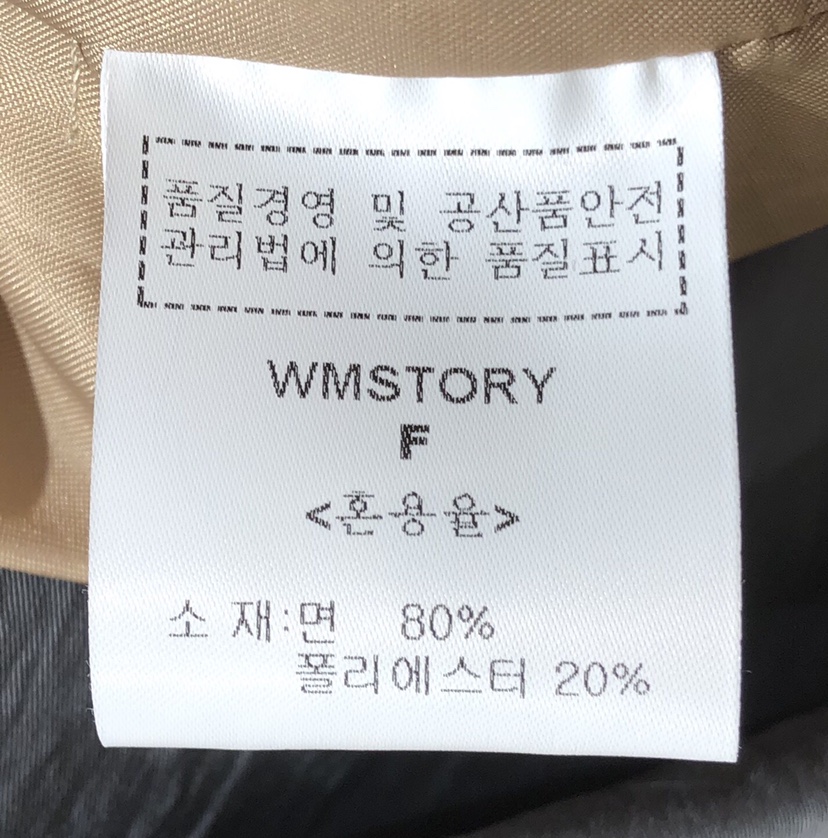 품질경영 및 공산품안전
관리법에 의한 품질표시
WMSTORY
F
<혼용율>
소 재:면 80%
폴리에스터 20%